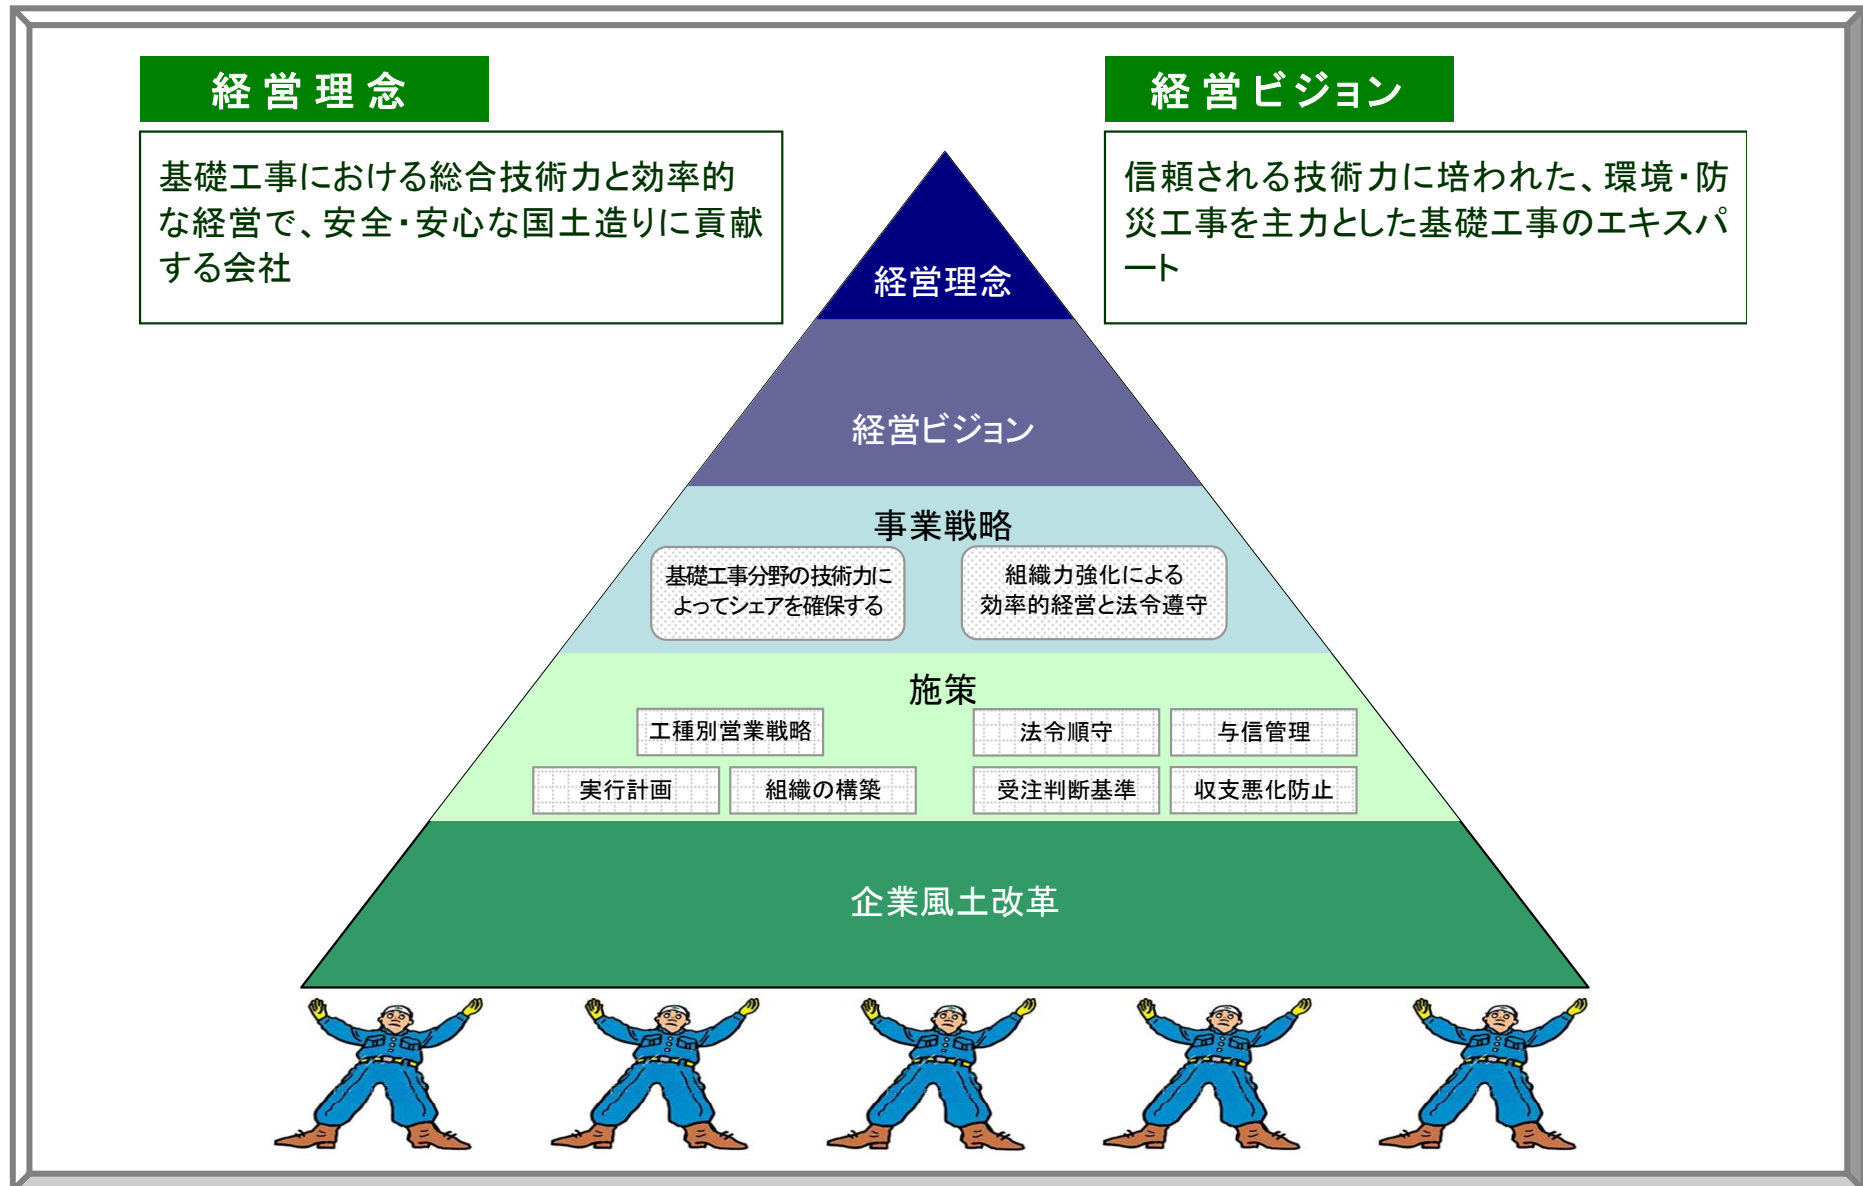 経営理念
基礎工事における総合技術力と効率的
な経営で、安全・安心な国土造りに貢献
する会社
経営ビジョン
信頼される技術力に培われた、環境・防
災工事を主力とした基礎工事のエキスパ
ート
経営理念
経営ビジョン
事業戦略
基礎工事分野の技術力に
よってシェアを確保する
組織力強化による
効率的経営と法令遵守
施策
工種別営業戦略
実行計画
組織の構築
法令順守
与信管理
受注判断基準
収支悪化防止
企業風土改革